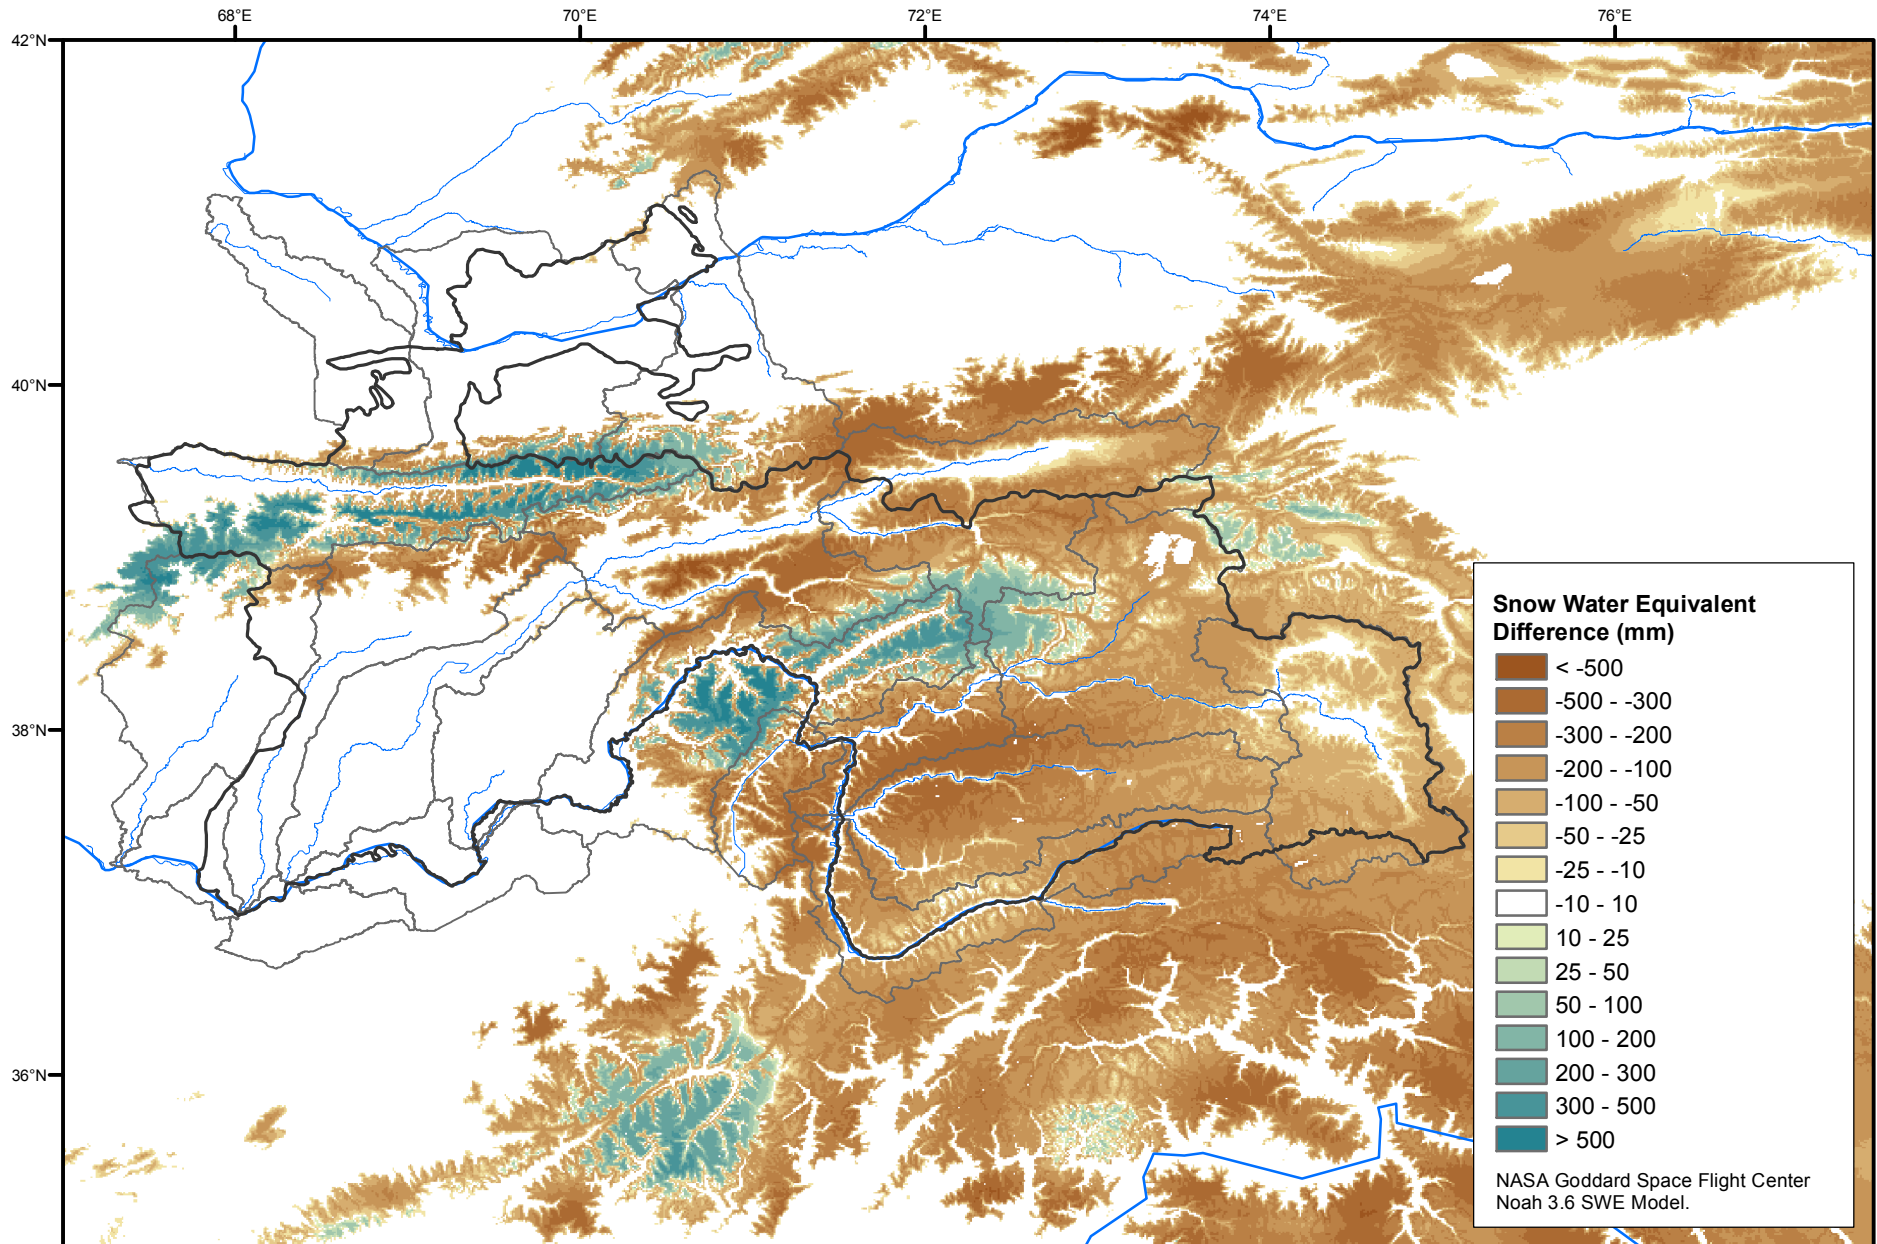 68°E 70°E 72°E 74°E 76°E
42°N
40°N
38°N
36°N
Snow Water Equivalent
Difference (mm)
< -500
-500 - -300
-300 - -200
-200 - -100
-100 - -50
-50 - -25
-25 - -10
-10 - 10
10 - 25
25 - 50
50 - 100
100 - 200
200 - 300
300 - 500
> 500
NASA Goddard Space Flight Center
Noah 3.6 SWE Model.